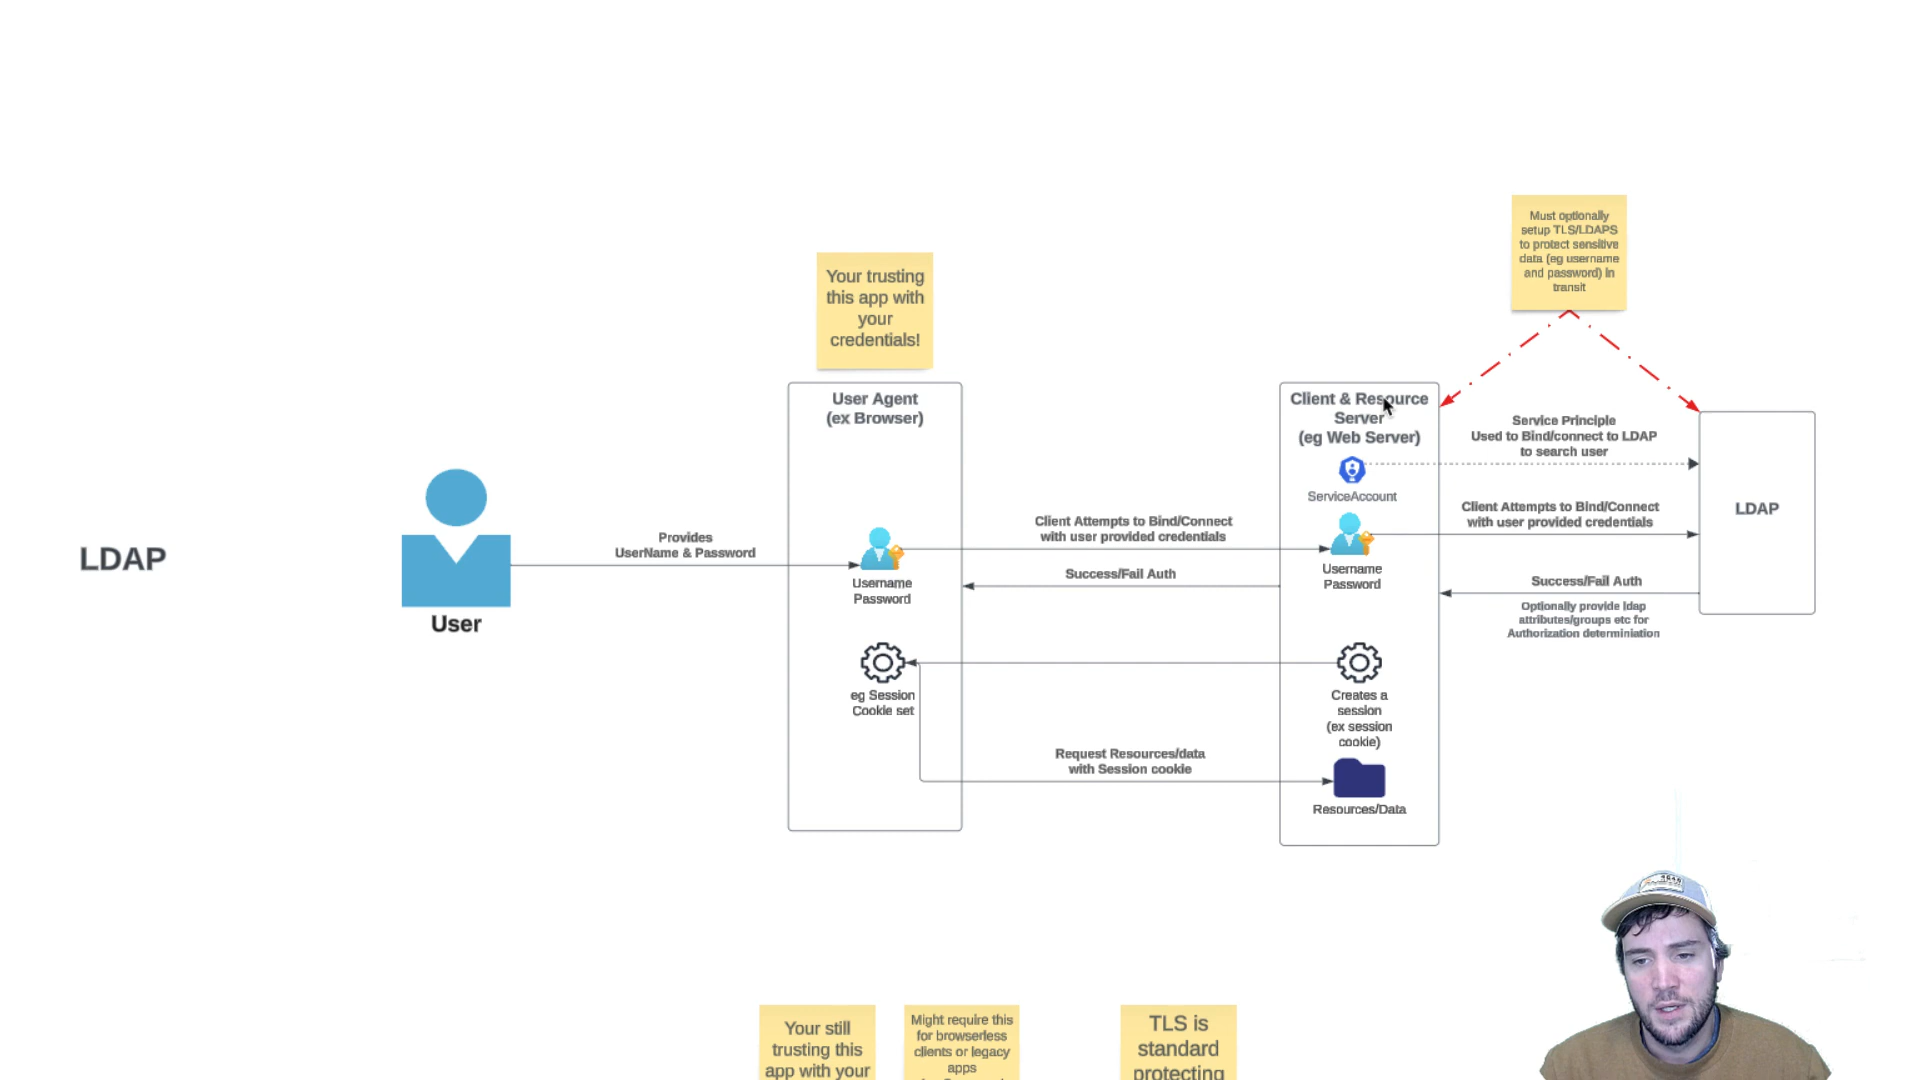 Must optionally
setup TLS/LDAPS
to protect sensitive
data (eg username
and password) in
transit
Your trusting
this app with
your
credentials!
User Agent
(ex Browser)
Client & Resource
Server
(eg Web Server)
ServiceAccount
Service Principle
Used to Bind/connect to LDAP
to search user
LDAP
Client Attempts to Bind/Connect
with user provided credentials
Client Attempts to Bind/Connect
with user provided credentials
Provides
UserName & Password
LDAP
User
Username
Password
Username
Password
Success/Fail Auth
Success/Fail Auth
Optionally provide ldap
attributes/groups etc for
Authorization determiniation
eg Session
Cookie set
Creates a
session
(ex session
cookie)
Request Resources/data
with Session cookie
Resources/Data
Your still
trusting this
app with your
Might require this
for browserless
clients or legacy
apps
TLS is
standard
protecting